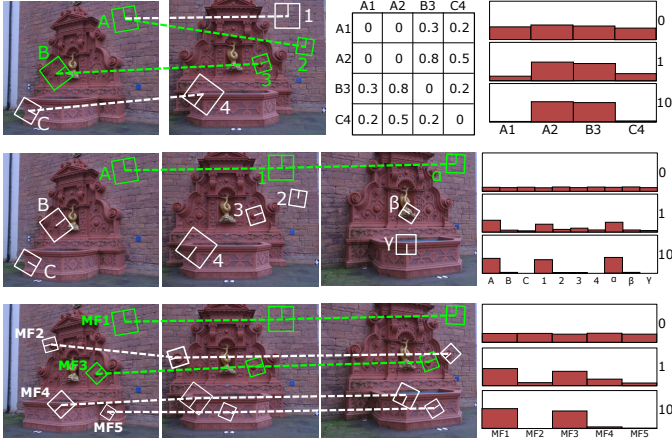 A
B
C
1
2
3
4
A1 A2 B3 C4
A1 0 0 0.3 0.2
A2 0 0 0.8 0.5
B3 0.3 0.8 0 0.2
C4 0.2 0.5 0.2 0
0
1
10
A1 A2 B3 C4
A
B
C
1
2
3
4
α
β
γ
0
1
10
A B C 1 2 3 4 α β γ
MF1
MF2
MF3
MF4
MF5
0
1
10
MF1 MF2 MF3 MF4 MF5